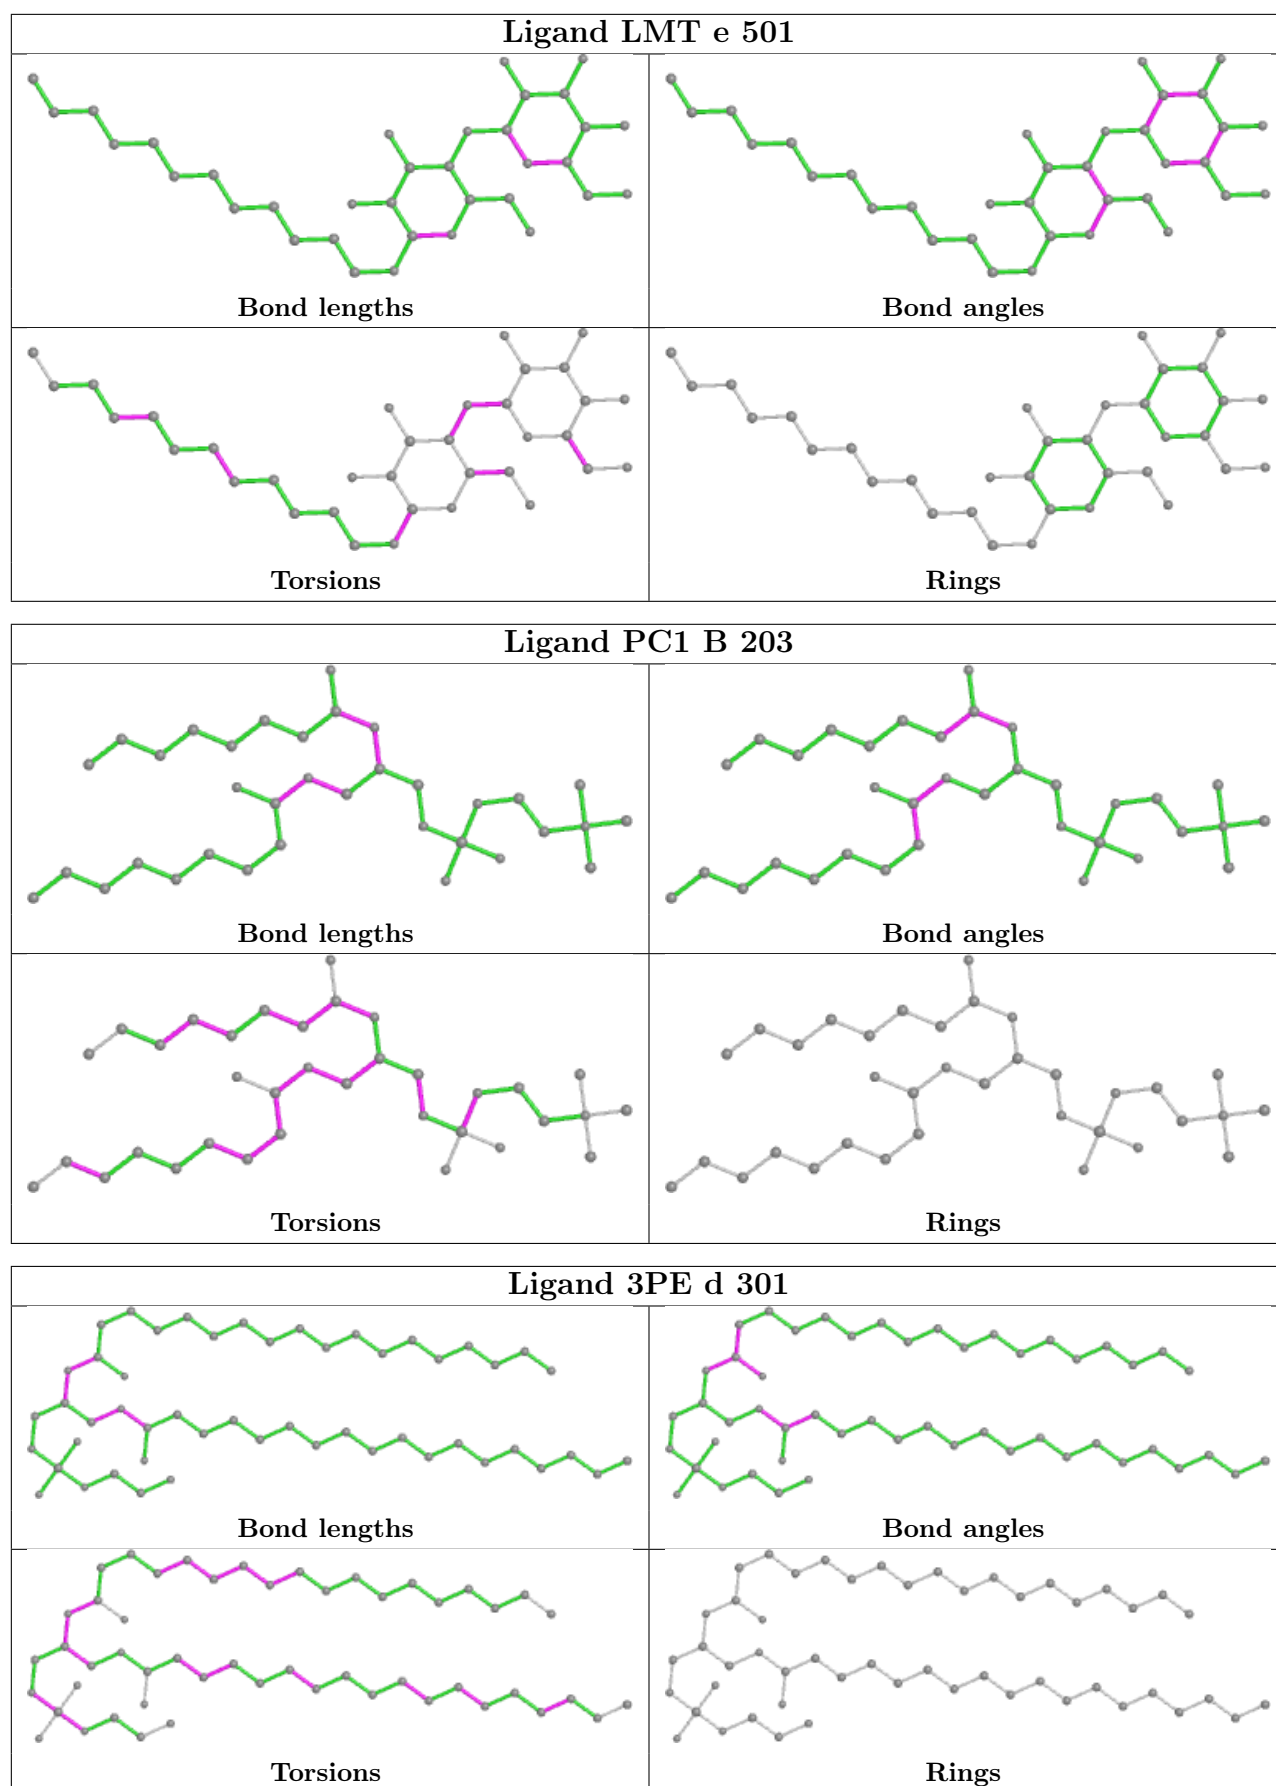 Ligand LMT e 501
Bond lengths
Bond angles
Torsions
Rings
Ligand PC1 B 203
Bond lengths
Bond angles
Torsions
Rings
Ligand 3PE d 301
Bond lengths
Bond angles
Torsions
Rings